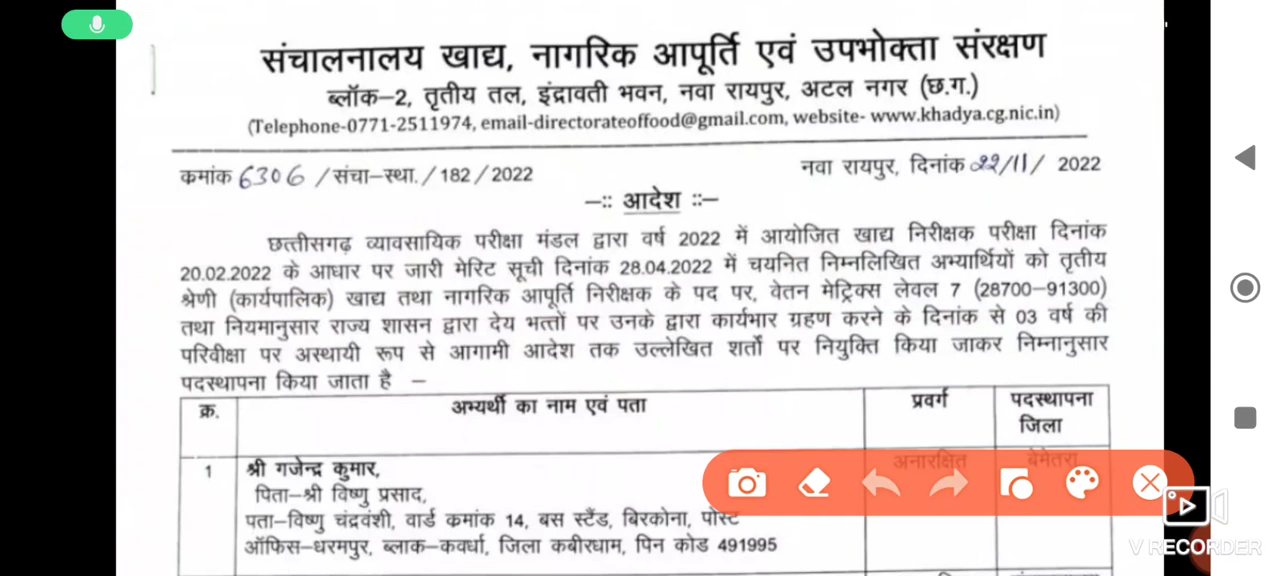 संचालनालय खाद्य, नागरिक आपूर्ति एवं उपभोक्ता संरक्षण
ब्लॉक-2, तृतीय तल, इंद्रावती भवन, नवा रायपुर, अटल नगर (छ.ग.)
(Telephone-0771-2511974, email-directorateoffood@gmail.com, website- www.khadya.cg.nic.in)
कमांक 6306 /संचा-स्था./182/2022 नवा रायपुर, दिनांक 22/11/ 2022
-:: आदेश ::-
छत्तीसगढ़ व्यावसायिक परीक्षा मंडल द्वारा वर्ष 2022 में आयोजित खाद्य निरीक्षक परीक्षा दिनांक
20.02.2022 के आधार पर जारी मेरिट सूची दिनांक 28.04.2022 में चयनित निम्नलिखित अभ्यार्थियों को तृतीय
श्रेणी (कार्यपालिक) खाद्य तथा नागरिक आपूर्ति निरीक्षक के पद पर, वेतन मेट्रिक्स लेवल 7 (28700-91300)
तथा नियमानुसार राज्य शासन द्वारा देय भत्तों पर उनके द्वारा कार्यभार ग्रहण करने के दिनांक से 03 वर्ष की
परिवीक्षा पर अस्थायी रूप से आगामी आदेश तक उल्लेखित शर्तो पर नियुक्ति किया जाकर निम्नानुसार
पदस्थापना किया जाता है -
क्र. अभ्यर्थी का नाम एवं पता प्रवर्ग पदस्थापना
जिला
1 श्री गजेन्द्र कुमार, अनारक्षित बेमेतरा
पिता-श्री विष्णु प्रसाद,
पता-विष्णु चंद्रवंशी, वार्ड कमांक 14, बस स्टैंड, बिरकोना, पोस्ट
ऑफिस-धरमपुर, ब्लाक-कवर्धा, जिला कबीरधाम, पिन कोड 491995
V RECORDER